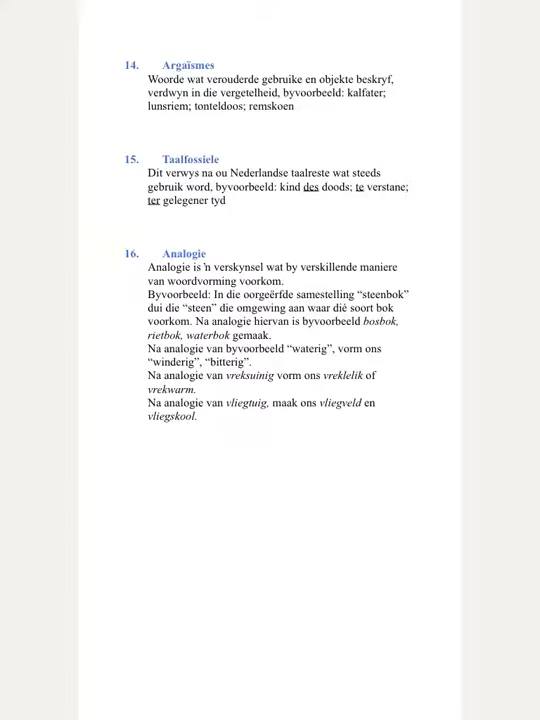 14. Argaïsmes
Woorde wat verouderde gebruike en objekte beskryf,
verdwyn in die vergetelheid, byvoorbeeld: kalfater;
lunsriem; tonteldoos; remskoen
15. Taalfossiele
Dit verwys na ou Nederlandse taalreste wat steeds
gebruik word, byvoorbeeld: kind des doods; te verstane;
ter gelegener tyd
16. Analogie
Analogie is ŉ verskynsel wat by verskillende maniere
van woordvorming voorkom.
Byvoorbeeld: In die oorgeërfde samestelling “steenbok”
dui die “steen” die omgewing aan waar dié soort bok
voorkom. Na analogie hiervan is byvoorbeeld bosbok,
rietbok, waterbok gemaak.
Na analogie van byvoorbeeld “waterig”, vorm ons
“winderig”, “bitterig”.
Na analogie van vreksuinig vorm ons vreklelik of
vrekwarm.
Na analogie van vliegtuig, maak ons vliegveld en
vliegskool.